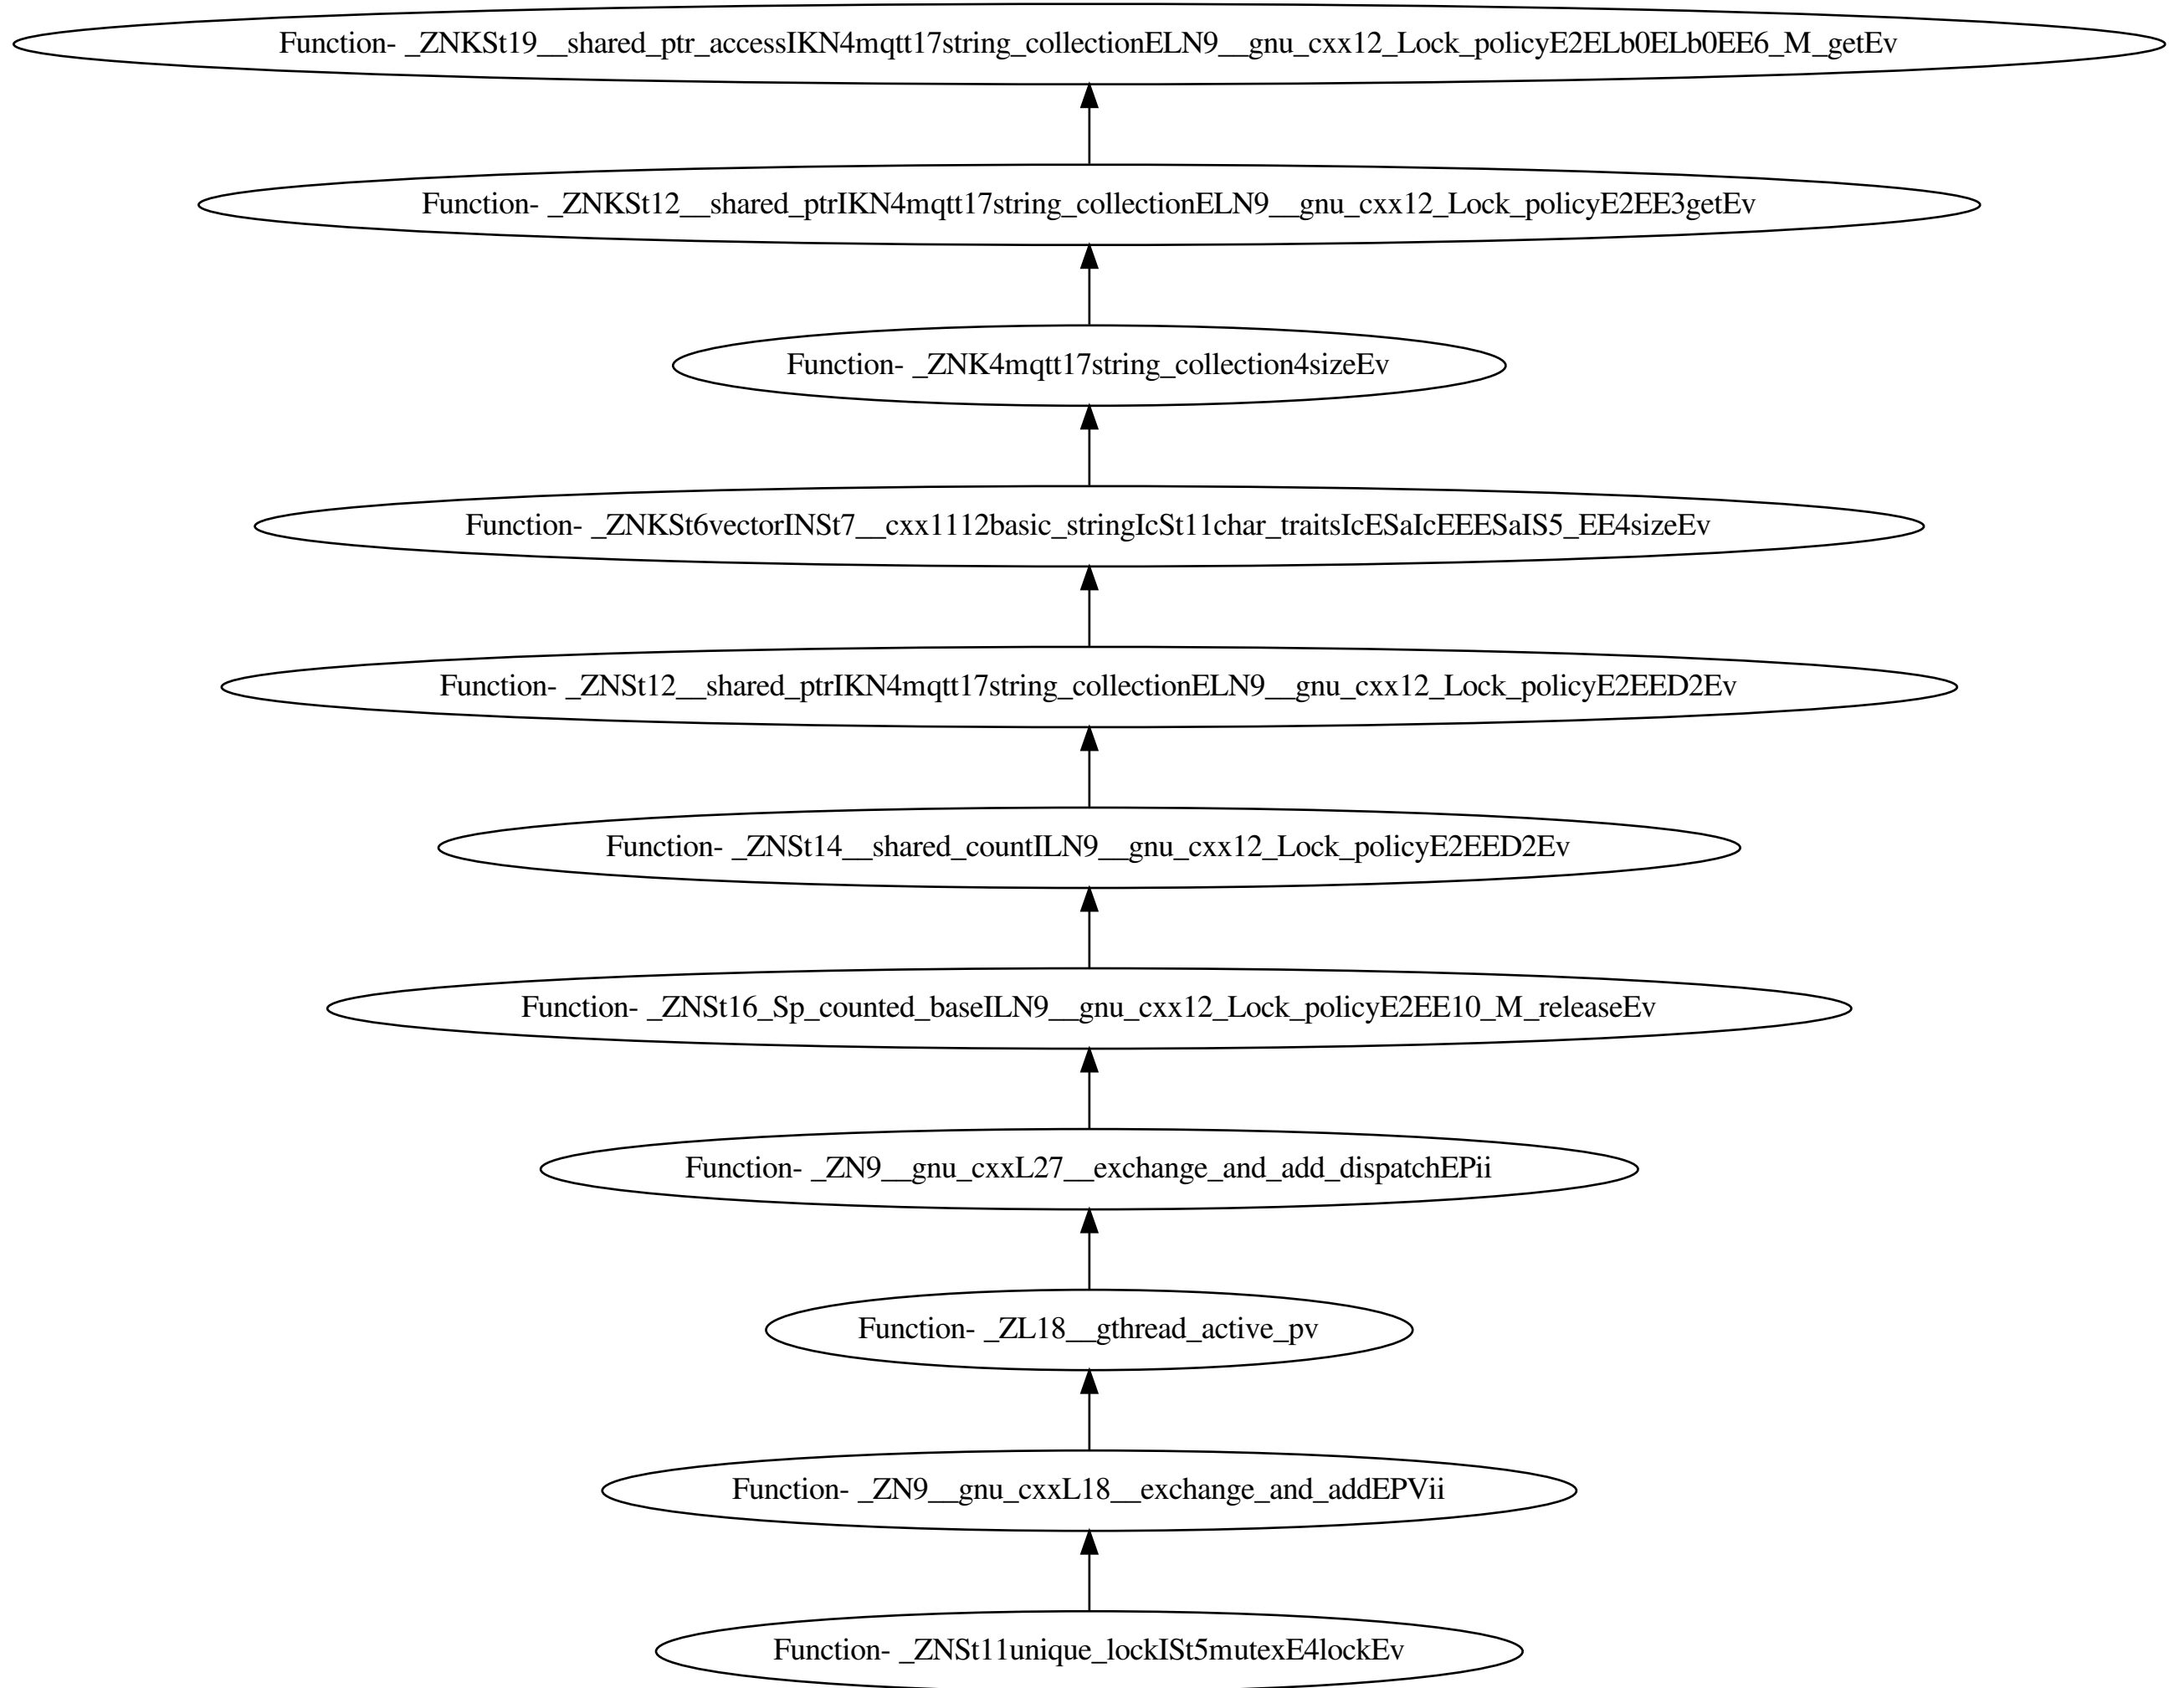 Function- _ZNKSt19__shared_ptr_accessIKN4mqtt17string_collectionELN9__gnu_cxx12_Lock_policyE2ELb0ELb0EE6_M_getEv
Function- _ZNKSt12__shared_ptrIKN4mqtt17string_collectionELN9__gnu_cxx12_Lock_policyE2EE3getEv
Function- _ZNK4mqtt17string_collection4sizeEv
Function- _ZNKSt6vectorINSt7__cxx1112basic_stringIcSt11char_traitsIcESaIcEEESaIS5_EE4sizeEv
Function- _ZNSt12__shared_ptrIKN4mqtt17string_collectionELN9__gnu_cxx12_Lock_policyE2EED2Ev
Function- _ZNSt14__shared_countILN9__gnu_cxx12_Lock_policyE2EED2Ev
Function- _ZNSt16_Sp_counted_baseILN9__gnu_cxx12_Lock_policyE2EE10_M_releaseEv
Function- _ZN9__gnu_cxxL27__exchange_and_add_dispatchEPii
Function- _ZL18__gthread_active_pv
Function- _ZN9__gnu_cxxL18__exchange_and_addEPVii
Function- _ZNSt11unique_lockISt5mutexE4lockEv